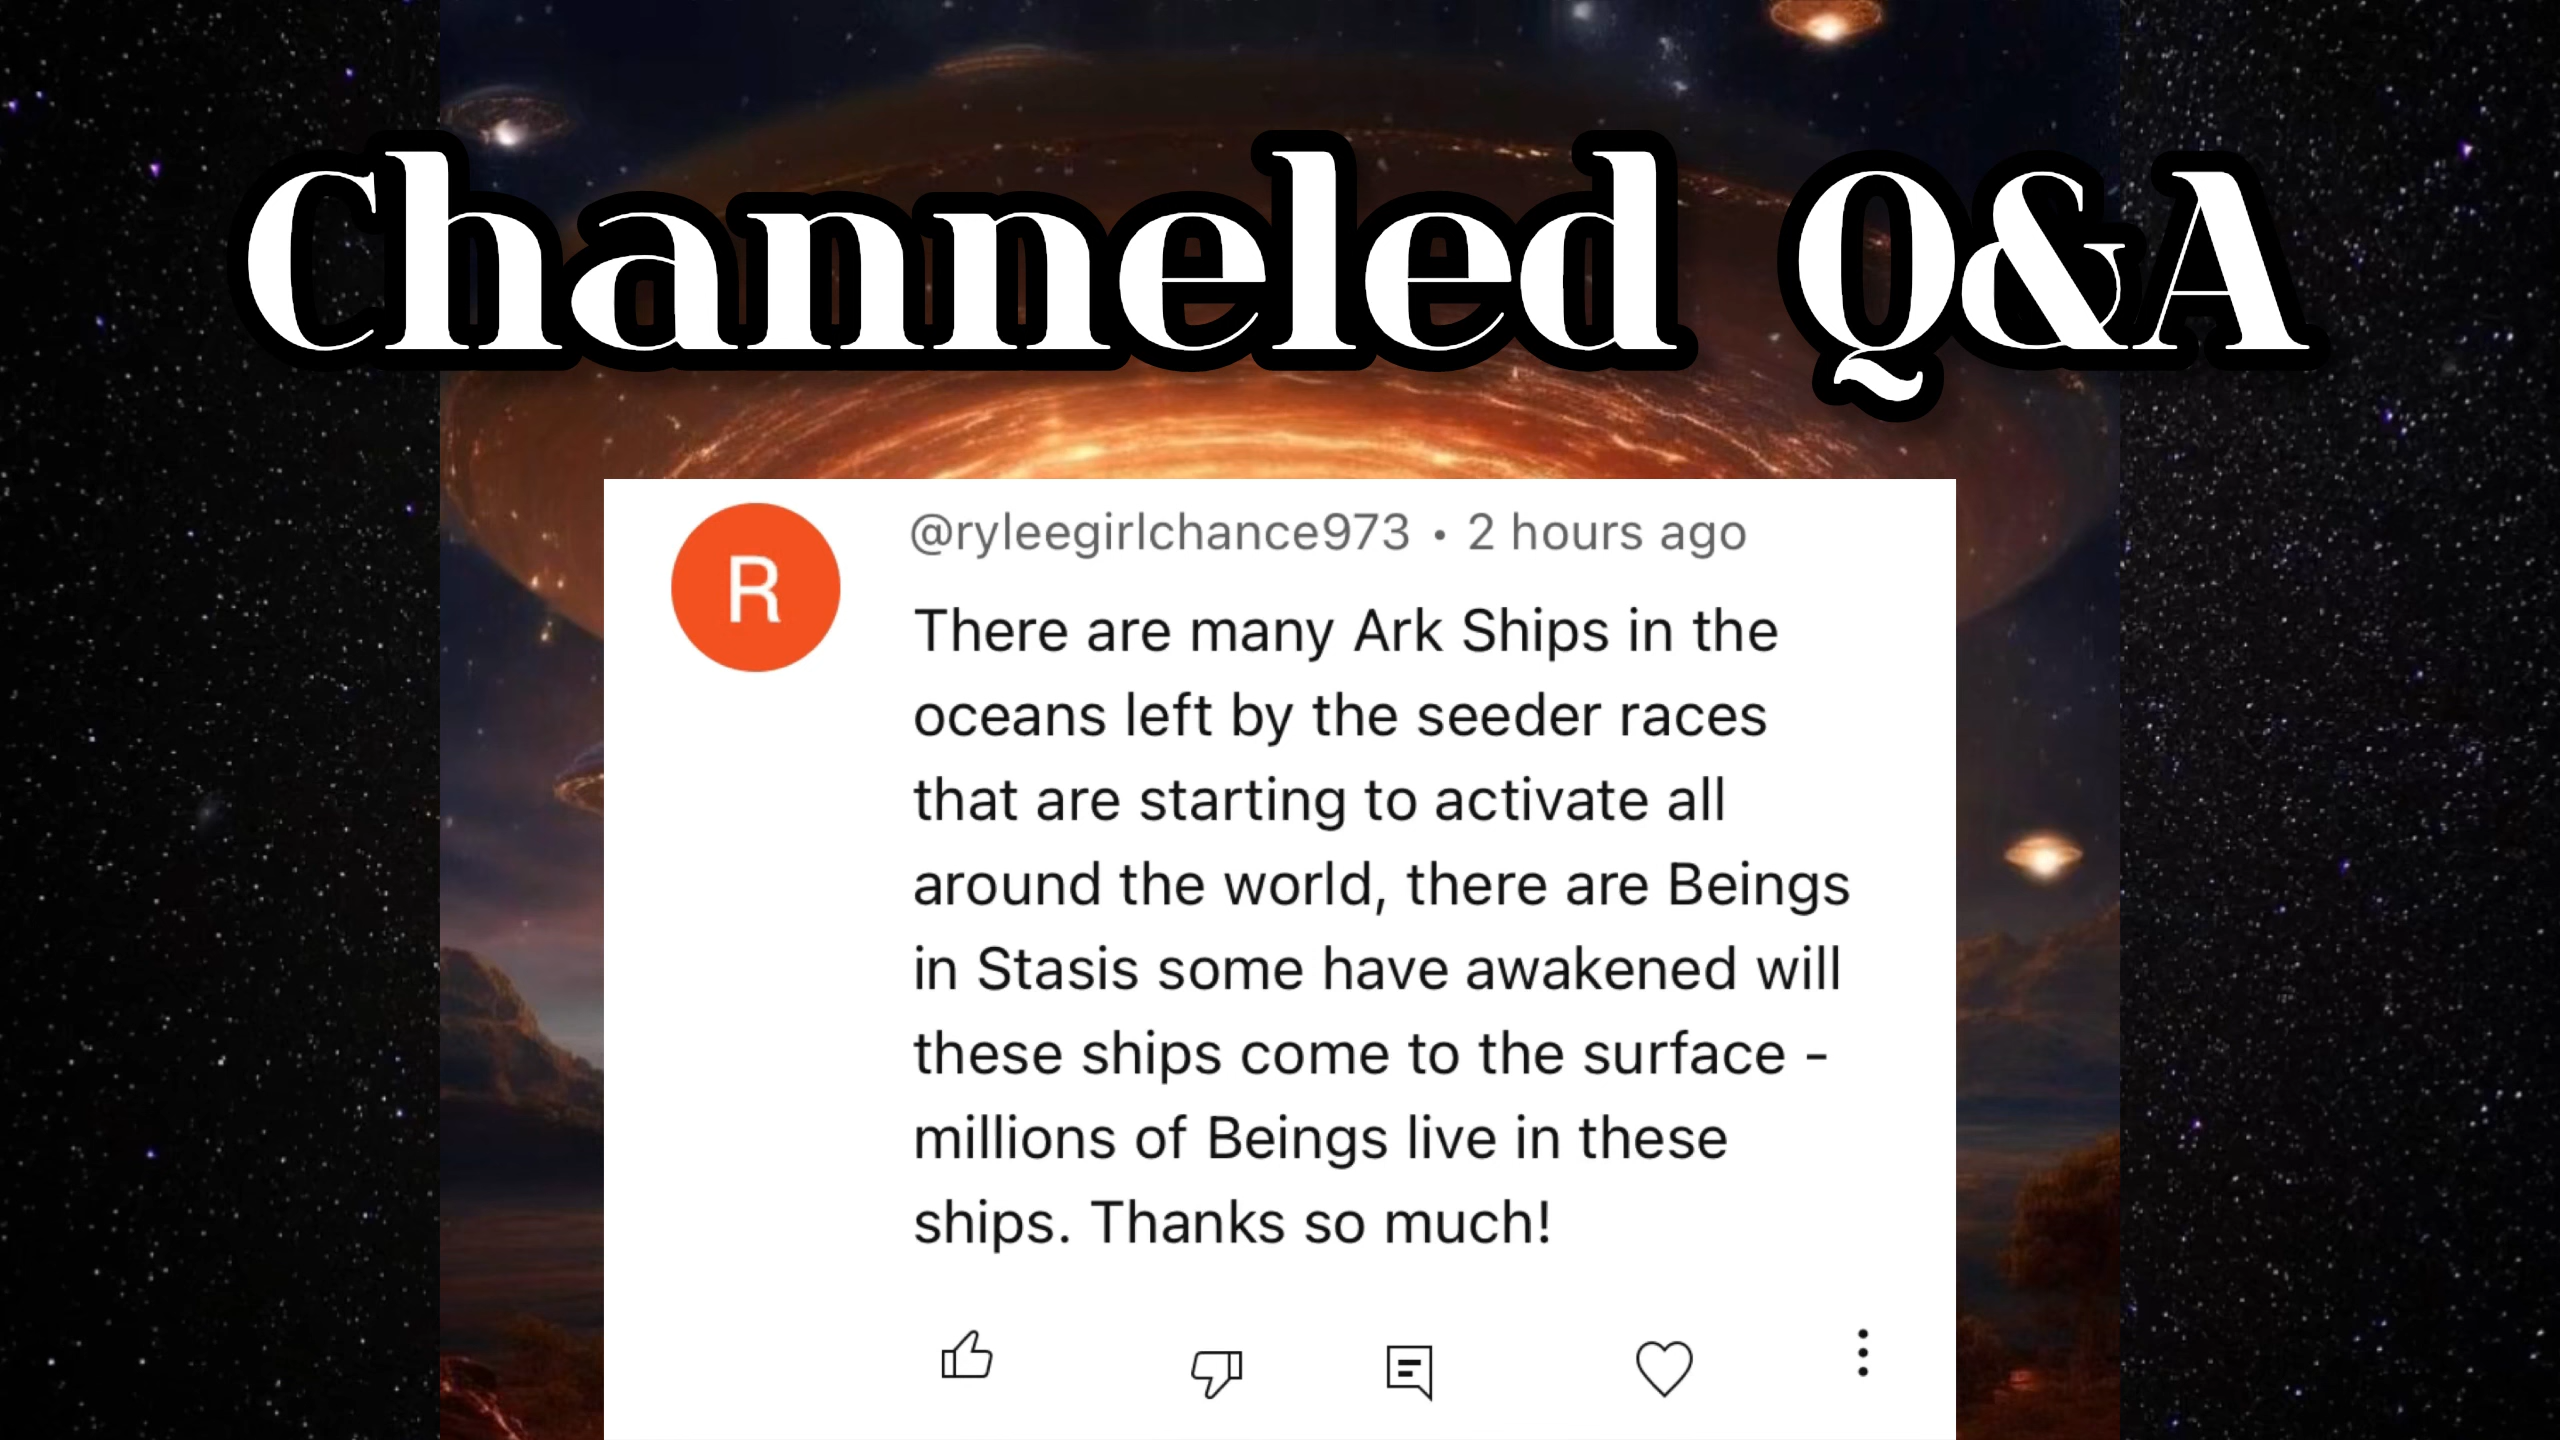 Channeled Q&A
R
@ryleegirlchance973 • 2 hours ago
There are many Ark Ships in the
oceans left by the seeder races
that are starting to activate all
around the world, there are Beings
in Stasis some have awakened will
these ships come to the surface -
millions of Beings live in these
ships. Thanks so much!